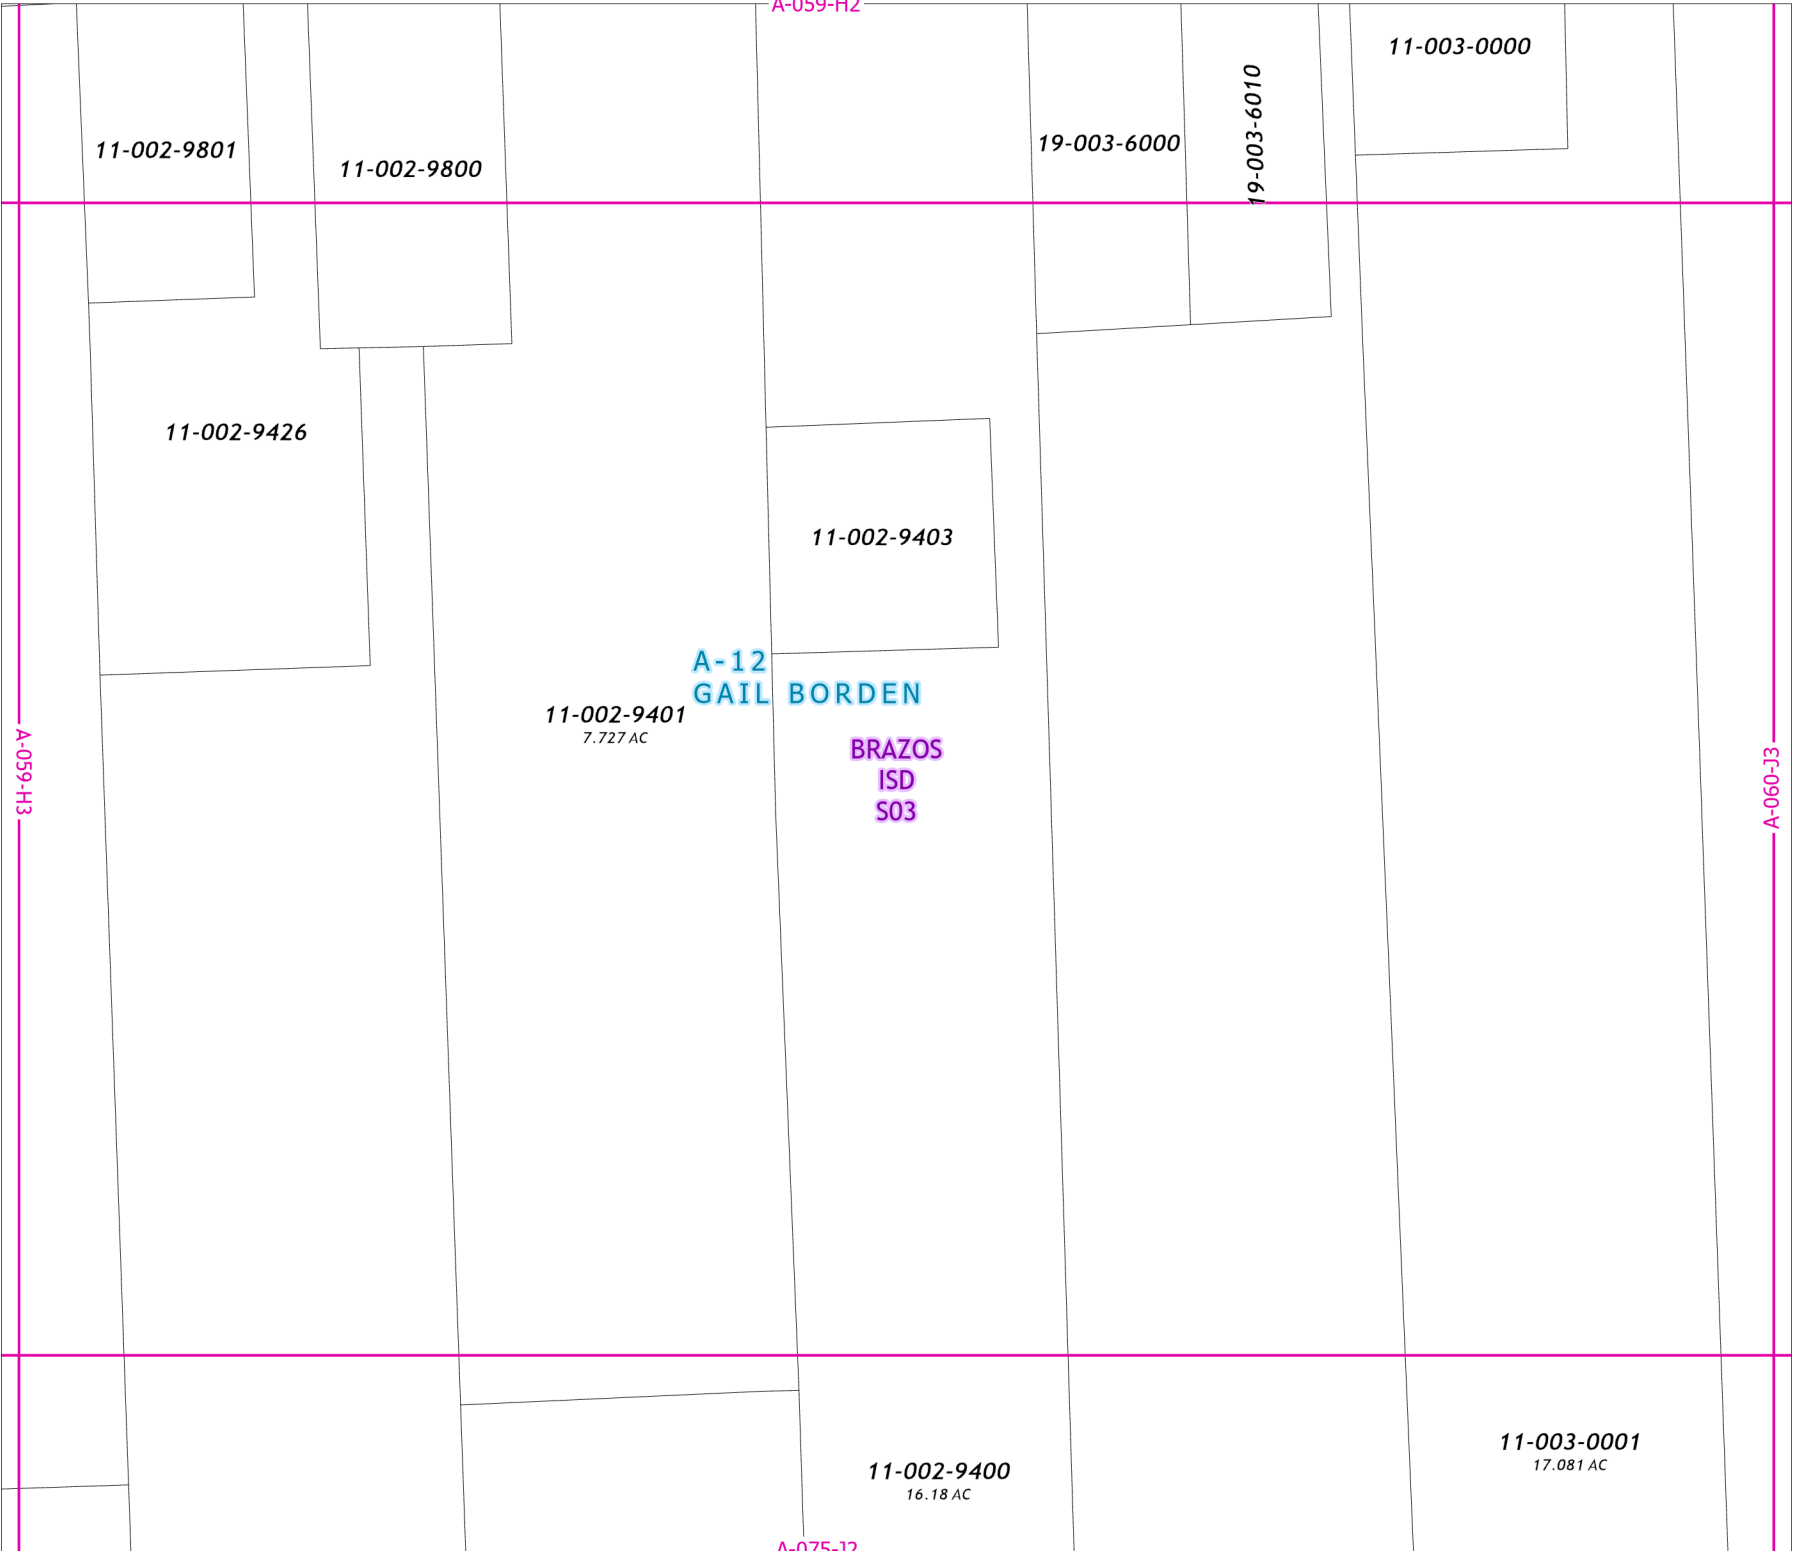 A-059-H2
11-003-0000
19-003-6010
19-003-6000
11-002-9801
11-002-9800
11-002-9426
11-002-9403
A-12
GAIL BORDEN
11-002-9401
7.727 AC
BRAZOS
ISD
S03
A-059-H3
A-060-J3
11-003-0001
17.081 AC
11-002-9400
16.18 AC
A-075-J2